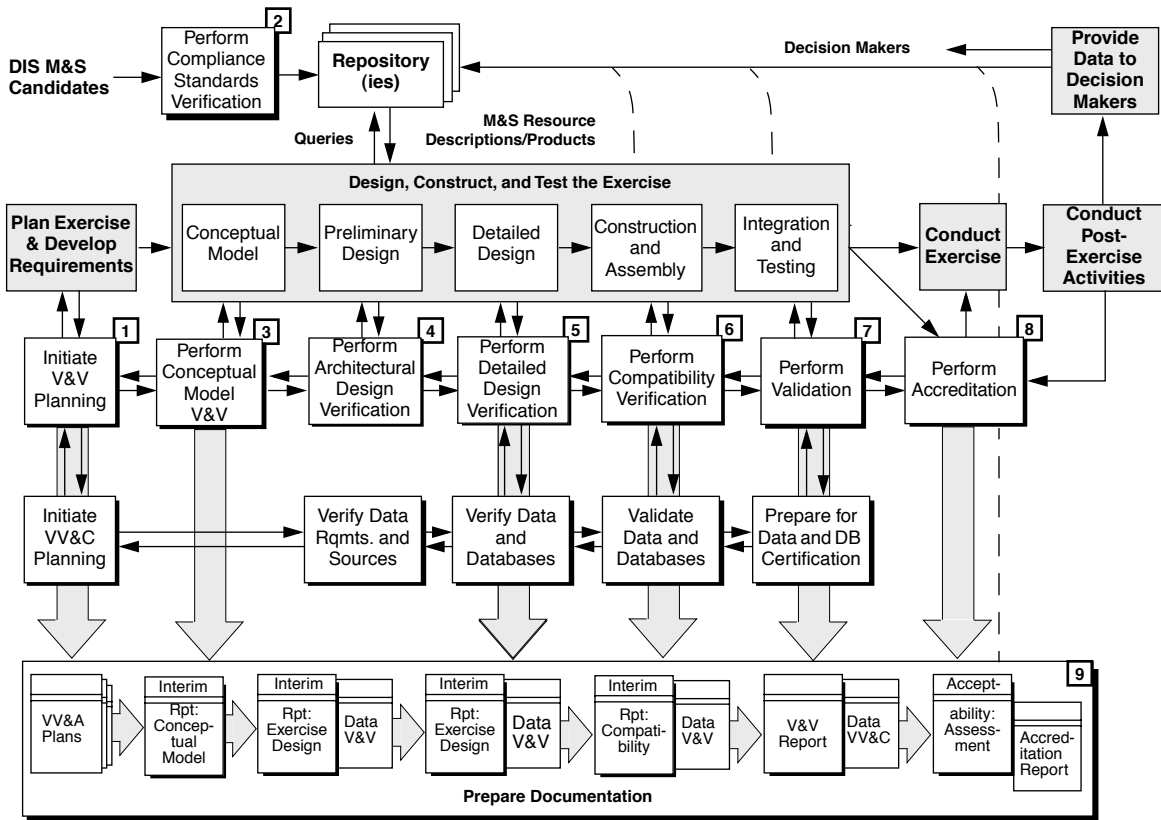 2
Perform
Compliance
Standards
Verification
DIS M&S
Candidates
Repository
(ies)
Decision Makers
Provide
Data to
Decision
Makers
Queries
M&S Resource
Descriptions/Products
Design, Construct, and Test the Exercise
Plan Exercise
& Develop
Requirements
Conceptual
Model
Preliminary
Design
Detailed
Design
Construction
and
Assembly
Integration
and
Testing
Conduct
Exercise
Conduct
Post-
Exercise
Activities
1
Initiate
V&V
Planning
3
Perform
Conceptual
Model
V&V
4
Perform
Architectural
Design
Verification
5
Perform
Detailed
Design
Verification
6
Perform
Compatibility
Verification
7
Perform
Validation
8
Perform
Accreditation
Initiate
VV&C
Planning
Verify Data
Rqmts. and
Sources
Verify Data
and
Databases
Validate
Data and
Databases
Prepare for
Data and DB
Certification
9
VV&A
Plans
Interim
Rpt:
Concep-
tual
Model
Interim
Rpt:
Exercise
Design
Data
V&V
Interim
Rpt:
Exercise
Design
Data
V&V
Interim
Rpt:
Compati-
bility
Data
V&V
V&V
Report
Data
VV&C
Accept-
ability:
Assess-
ment
Accred-
itation
Report
Prepare Documentation